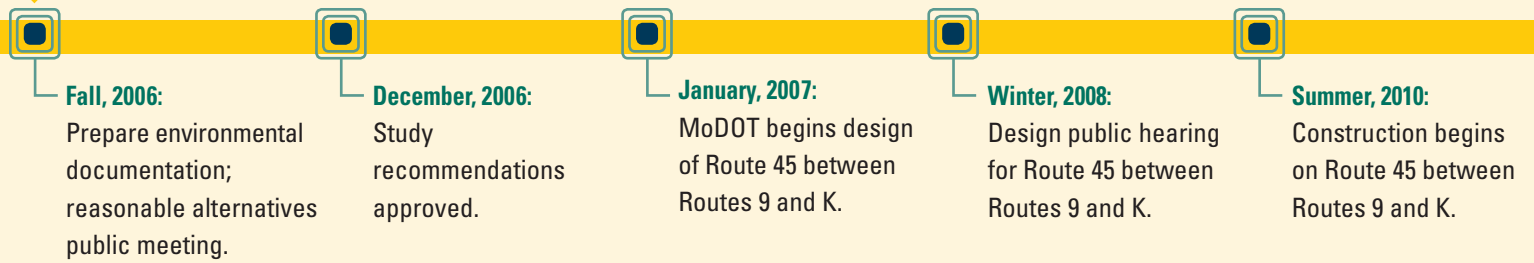 Fall, 2006:
Prepare environmental
documentation;
reasonable alternatives
public meeting.
December, 2006:
Study
recommendations
approved.
January, 2007:
MoDOT begins design
of Route 45 between
Routes 9 and K.
Winter, 2008:
Design public hearing
for Route 45 between
Routes 9 and K.
Summer, 2010:
Construction begins
on Route 45 between
Routes 9 and K.